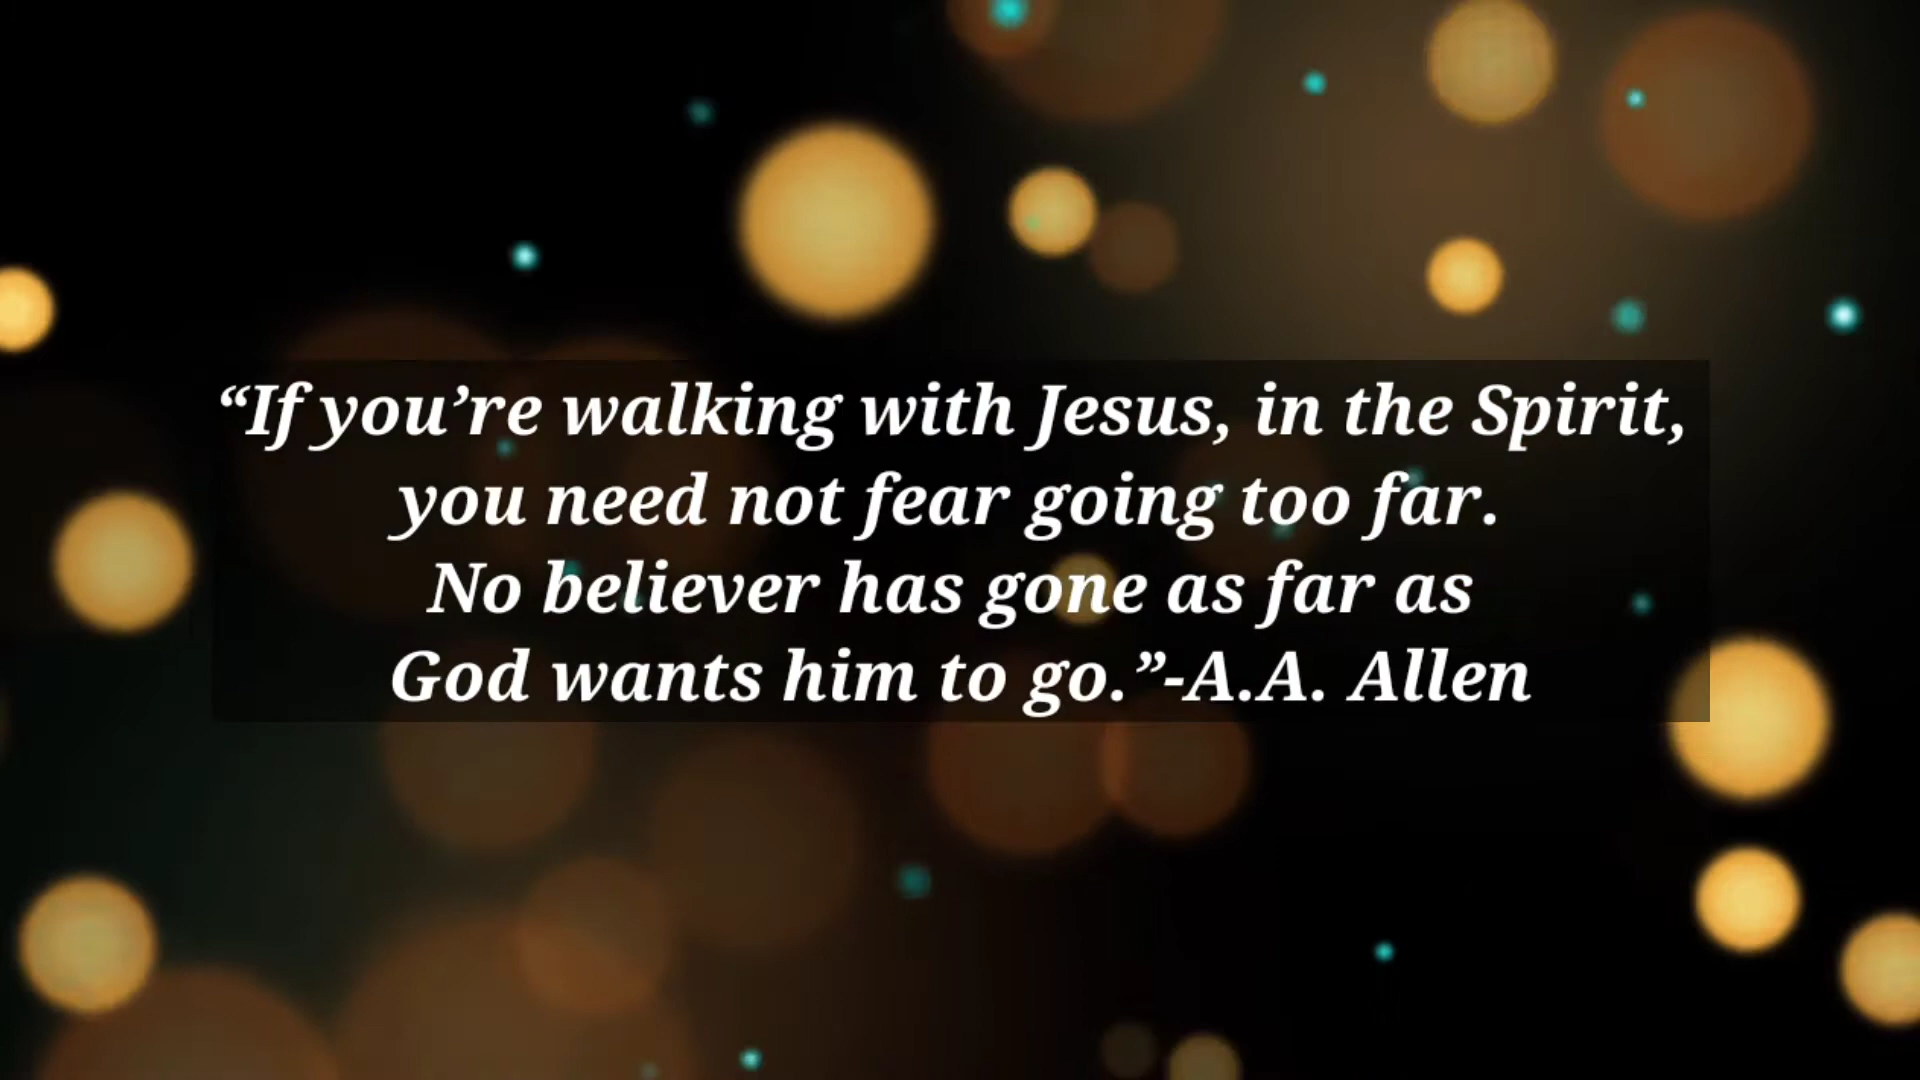 “If you’re walking with Jesus, in the Spirit,
you need not fear going too far.
No believer has gone as far as
God wants him to go.”-A.A. Allen